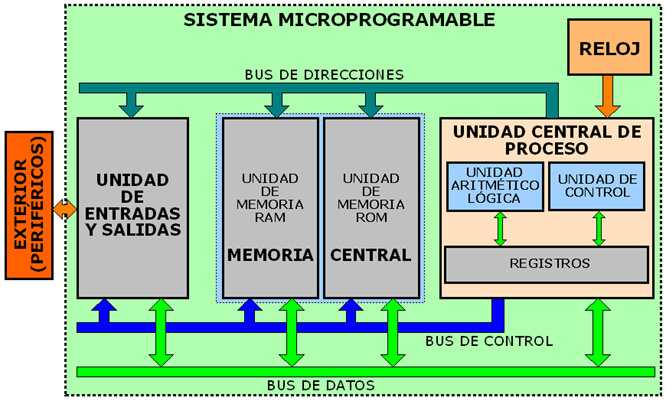 SISTEMA MICROPROGRAMABLE
RELOJ
BUS DE DIRECCIONES
EXTERIOR
(PERIFERICOS)
UNIDAD
DE
ENTRADAS
Y SALIDAS
UNIDAD
DE
MEMORIA
RAM
MEMORIA
UNIDAD
DE
MEMORIA
ROM
CENTRAL
UNIDAD CENTRAL DE
PROCESO
UNIDAD
ARITMÉTICO
LÓGICA
UNIDAD DE
CONTROL
REGISTROS
BUS DE CONTROL
BUS DE DATOS